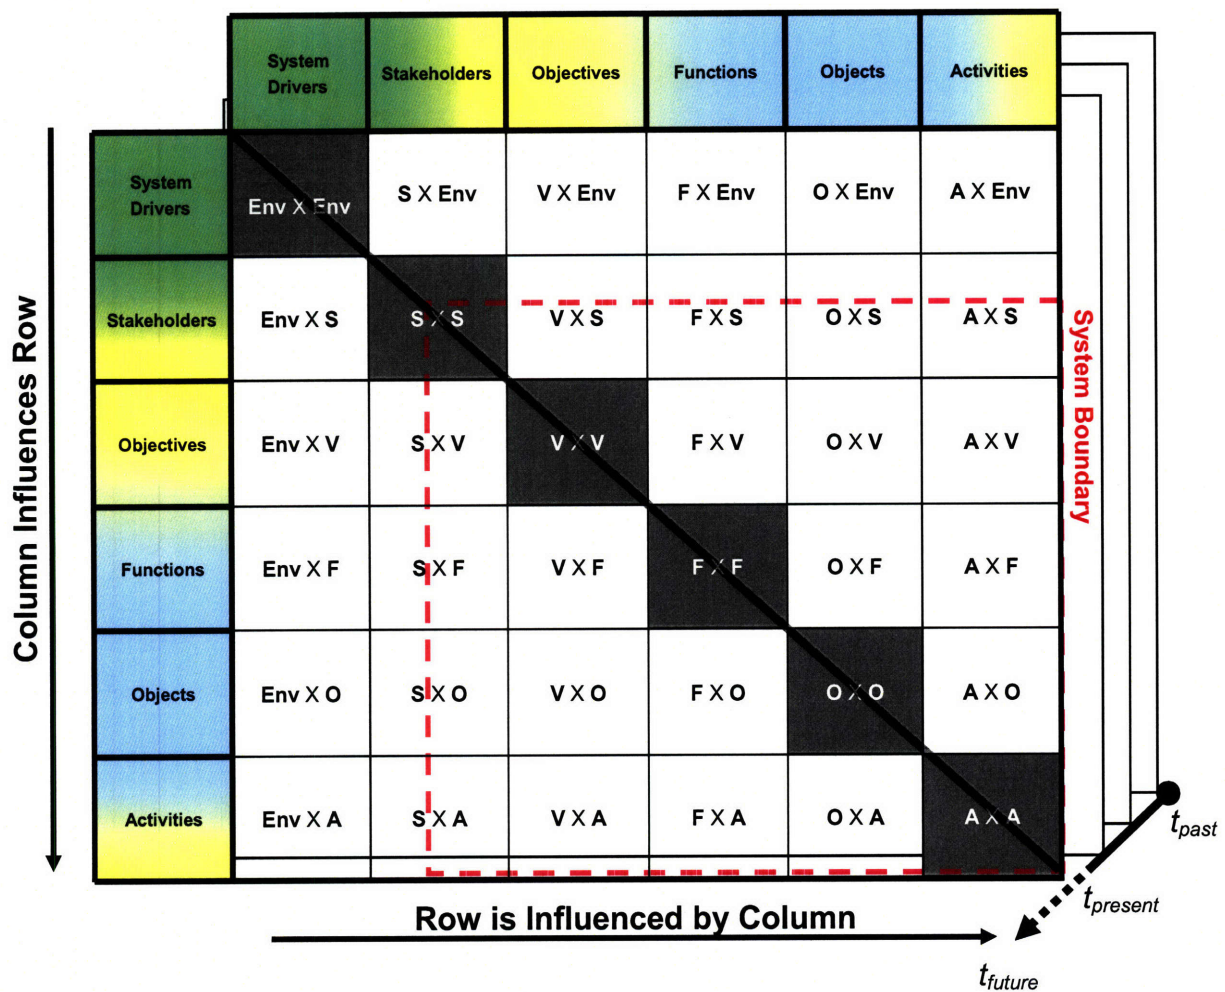 System
Drivers
Stakeholders
Objectives
Functions
Objects
Activities
System
Drivers
Env X Env
S X Env
V X Env
F X Env
O X Env
A X Env
Stakeholders
Env X S
S X S
V X S
F X S
O X S
A X S
Objectives
Env X V
S X V
V X V
F X V
O X V
A X V
Functions
Env X F
S X F
V X F
F X F
O X F
A X F
Objects
Env X O
S X O
V X O
F X O
O X O
A X O
Activities
Env X A
S X A
V X A
F X A
O X A
A X A
Column Influences Row
System Boundary
Row is Influenced by Column
tpast
tpresent
tfuture